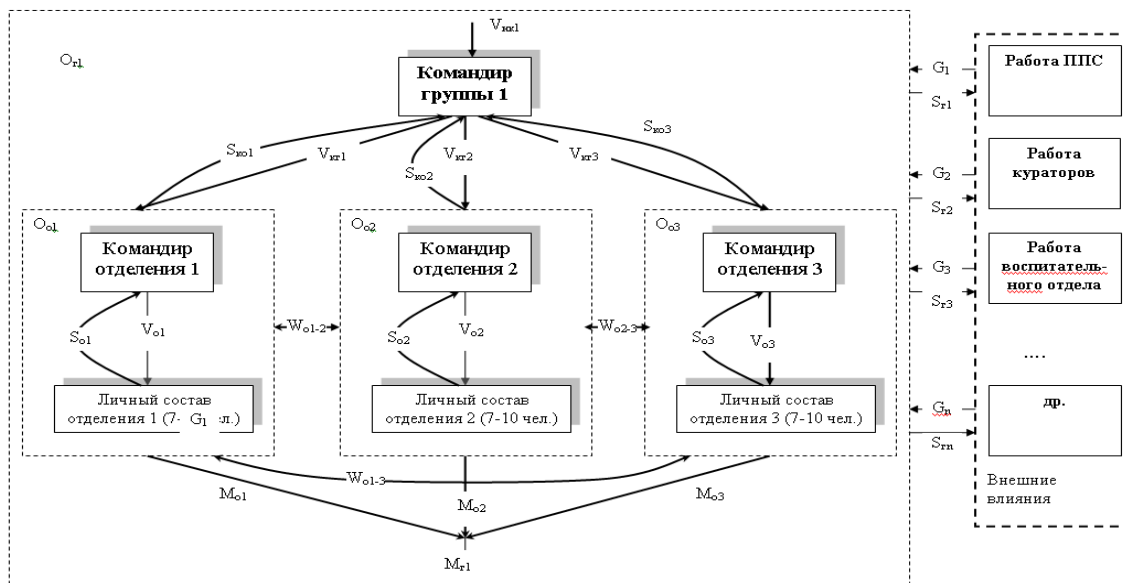 Vнк1
Oг1
Командир
группы 1
Sко1
Vкг1
Sко2
Vкг2
Vкг3
Sко3
Oо1
Командир
отделения 1
Sо1
Vо1
Личный состав
отделения 1 (7- G1 ел.)
Wо1-2
Oо2
Командир
отделения 2
Sо2
Vо2
Личный состав
отделения 2 (7-10 чел.)
Wо2-3
Oо3
Командир
отделения 3
Sо3
Vо3
Личный состав
отделения 3 (7-10 чел.)
Wо1-3
Mо1
Mо2
Mо3
Mг1
G1
Sг1
G2
Sг2
G3
Sг3
Gn
Sгn
Работа ППС
Работа
кураторов
Работа
воспитатель-
ного отдела
....
др.
Внешние
влияния